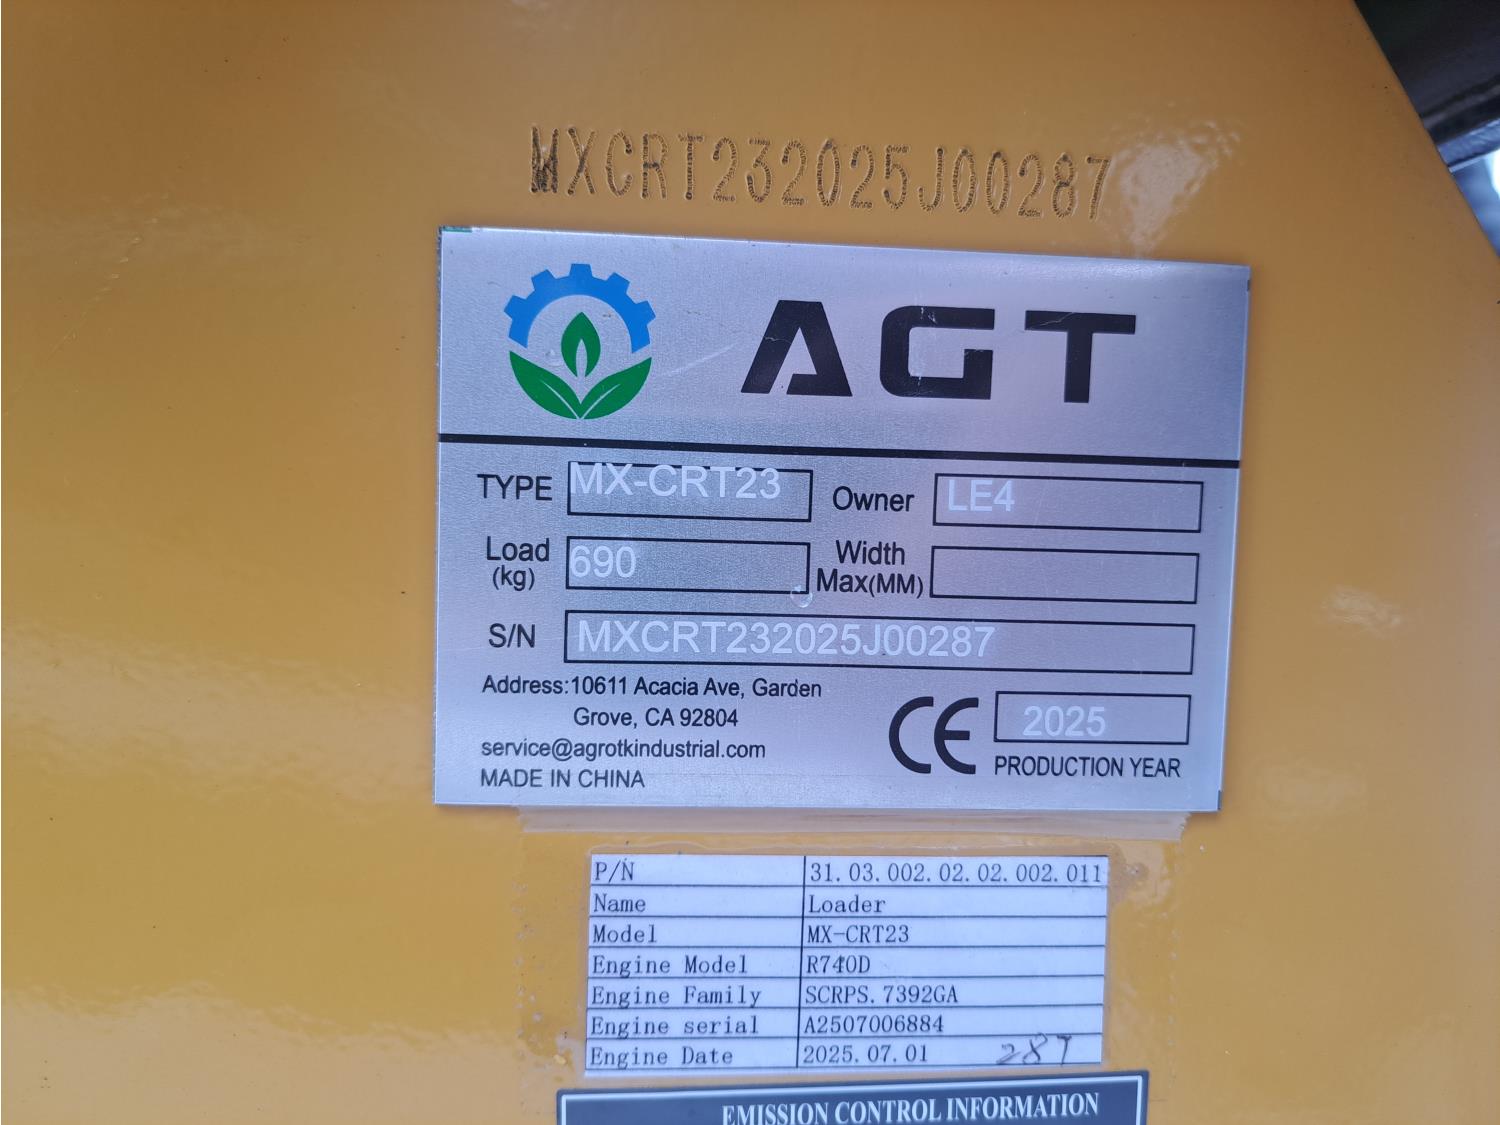 MXCRT232025J00287
AGT
TYPE MX-CRT23 Owner LE4
Load (kg) 690 Width Max(MM)
S/N MXCRT232025J00287
Address:10611 Acacia Ave, Garden
Grove, CA 92804
service@agrotkindustrial.com
MADE IN CHINA
CE 2025
PRODUCTION YEAR
P/N 31.03.002.02.02.002.011
Name Loader
Model MX-CRT23
Engine Model R740D
Engine Family SCRPS.7392GA
Engine serial A2507006884
Engine Date 2025.07.01 287
EMISSION CONTROL INFORMATION